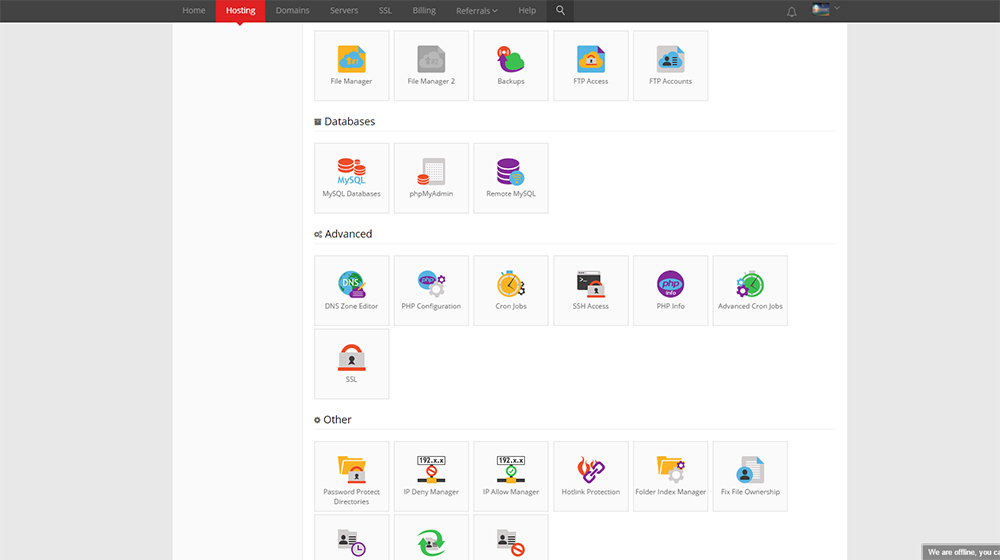 Home Hosting Domains Servers SSL Billing Referrals Help
File Manager File Manager 2 Backups FTP Access FTP Accounts
Databases
MySQL
MySQL Databases phpMyAdmin Remote MySQL
Advanced
DNS php php info
DNS Zone Editor PHP Configuration Cron Jobs SSH Access PHP Info Advanced Cron Jobs
SSL
Other
192.x.x 192.x.x
Password Protect Directories IP Deny Manager IP Allow Manager Hotlink Protection Folder Index Manager Fix File Ownership
We are offline, you ca